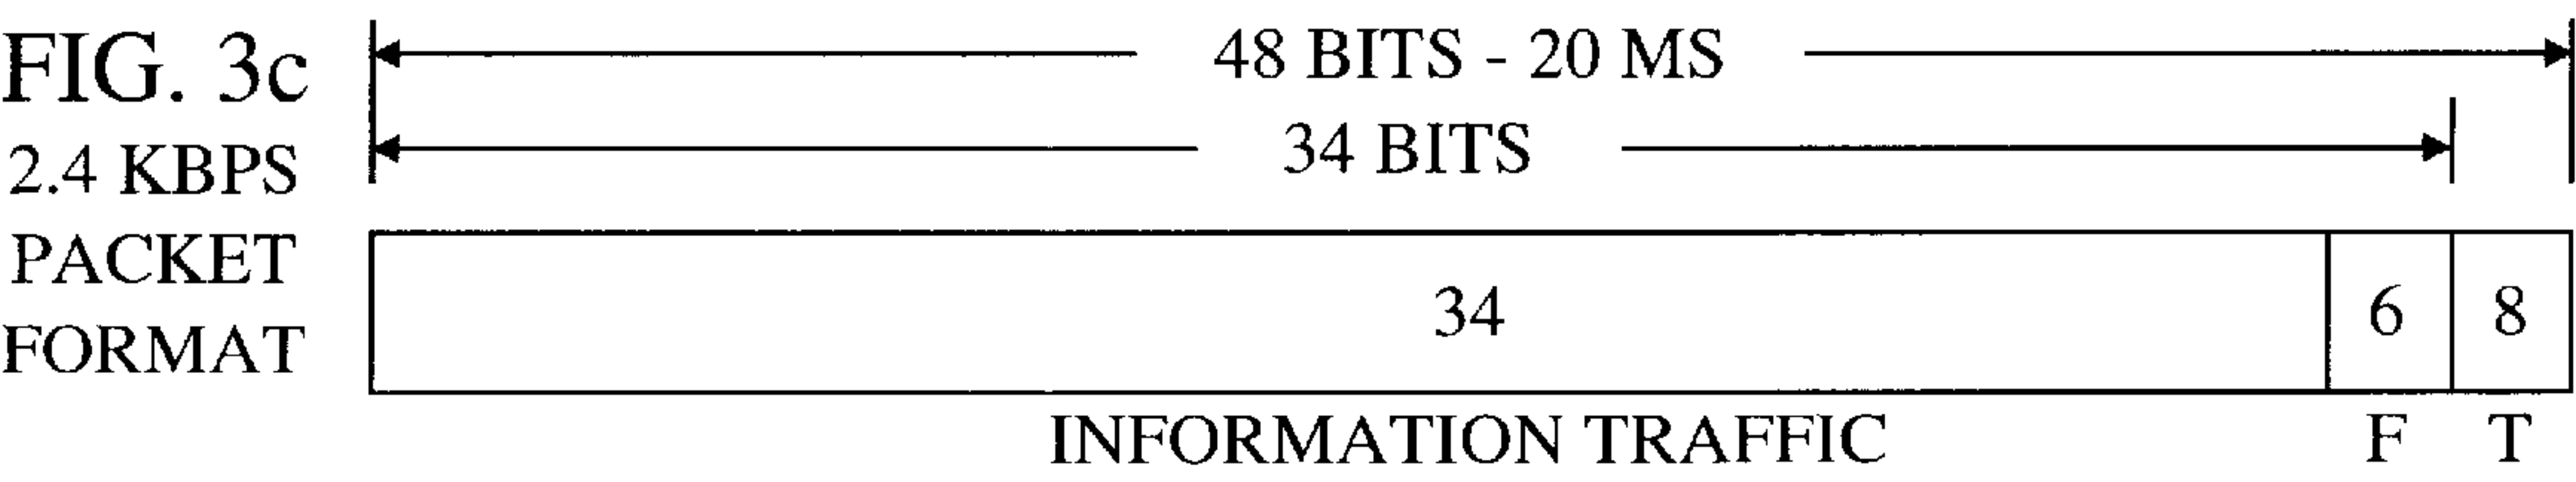 FIG. 3c
2.4 KBPS
PACKET
FORMAT
48 BITS - 20 MS
34 BITS
34 6 8
INFORMATION TRAFFIC F T